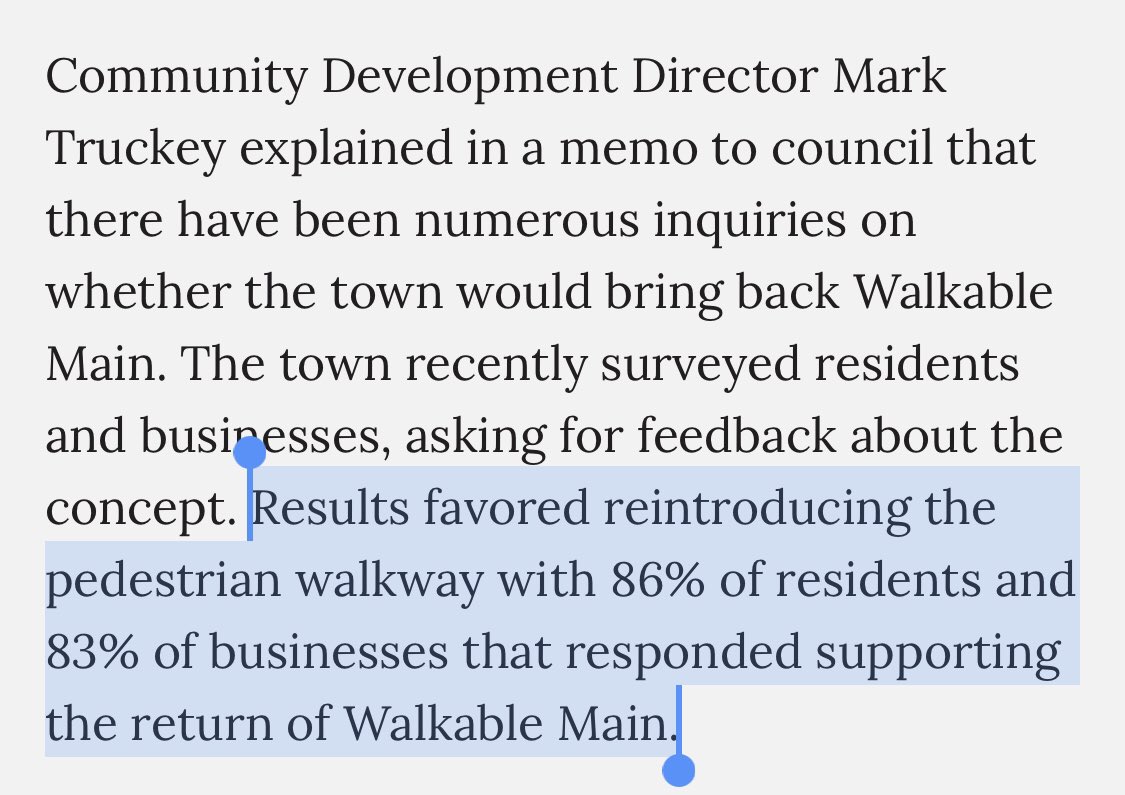 Community Development Director Mark
Truckey explained in a memo to council that
there have been numerous inquiries on
whether the town would bring back Walkable
Main. The town recently surveyed residents
and businesses, asking for feedback about the
concept. Results favored reintroducing the
pedestrian walkway with 86% of residents and
83% of businesses that responded supporting
the return of Walkable Main.